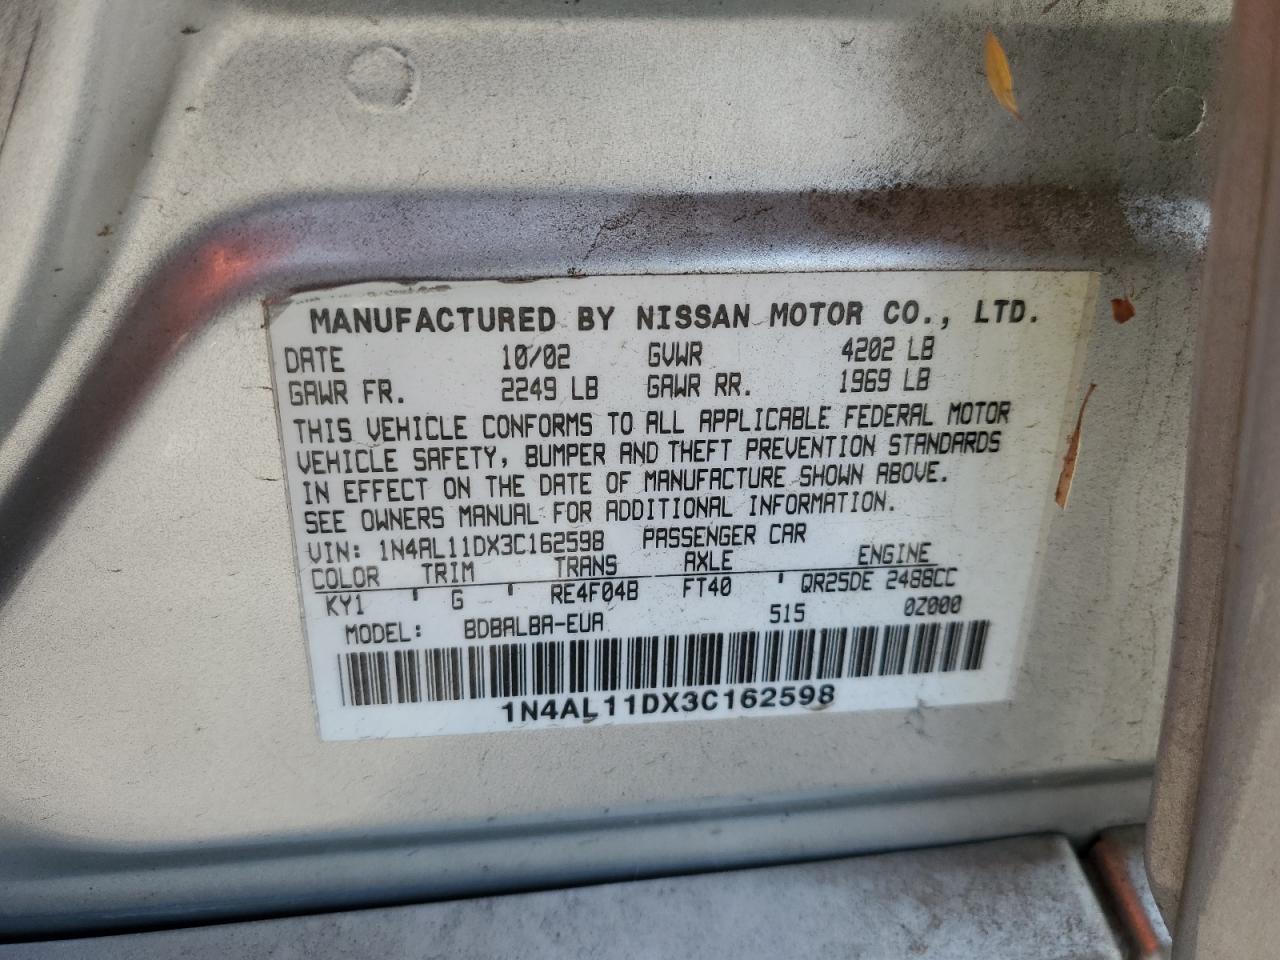 MANUFACTURED BY NISSAN MOTOR CO., LTD.
DATE 10/02 GVWR 4202 LB
GAWR FR. 2249 LB GAWR RR. 1969 LB
THIS VEHICLE CONFORMS TO ALL APPLICABLE FEDERAL MOTOR
VEHICLE SAFETY, BUMPER AND THEFT PREVENTION STANDARDS
IN EFFECT ON THE DATE OF MANUFACTURE SHOWN ABOVE.
SEE OWNERS MANUAL FOR ADDITIONAL INFORMATION.
VIN: 1N4AL11DX3C162598 PASSENGER CAR
COLOR TRIM TRANS AXLE ENGINE
KY1 ' G ' RE4F04B FT40 ' QR25DE 2488CC
MODEL: BDBALBA-EUA 515 0Z000
1N4AL11DX3C162598